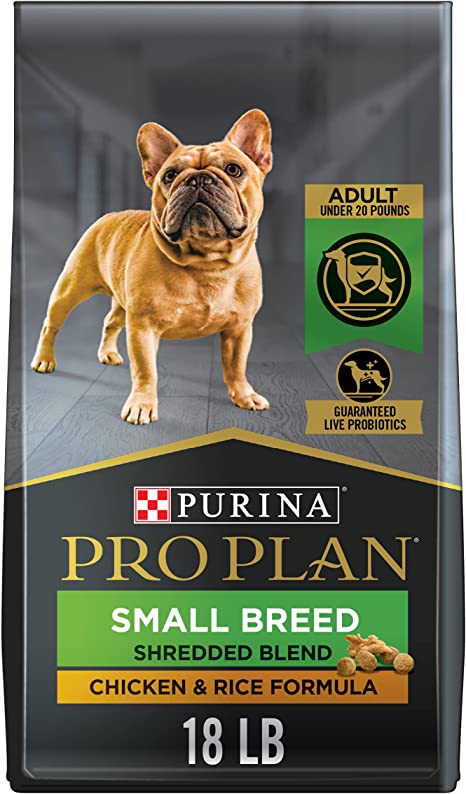 ADULT
UNDER 20 POUNDS
GUARANTEED
LIVE PROBIOTICS
PURINA®
PRO PLAN®
SMALL BREED
SHREDDED BLEND
CHICKEN & RICE FORMULA
18 LB